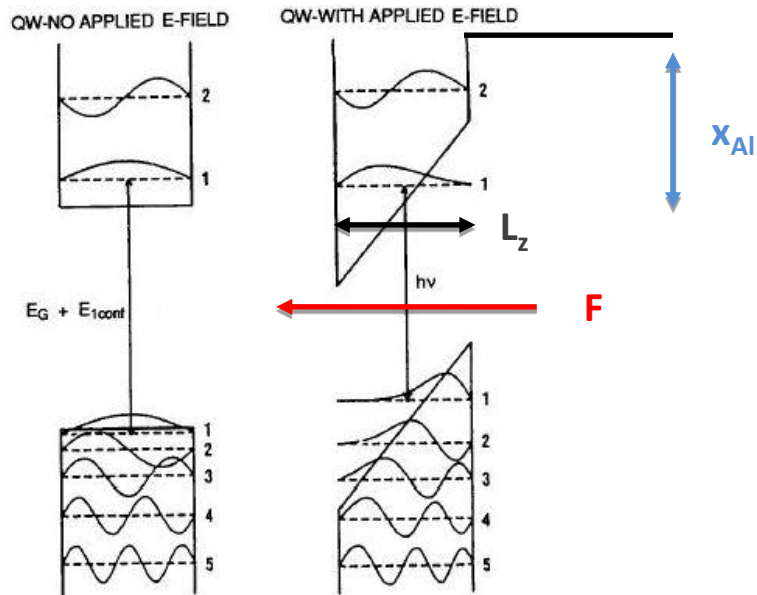 QW-NO APPLIED E-FIELD
QW-WITH APPLIED E-FIELD
2
1
E_G + E_1conf
1
2
3
4
5
2
1
L_z
hν
F
1
2
3
4
5
x_Al